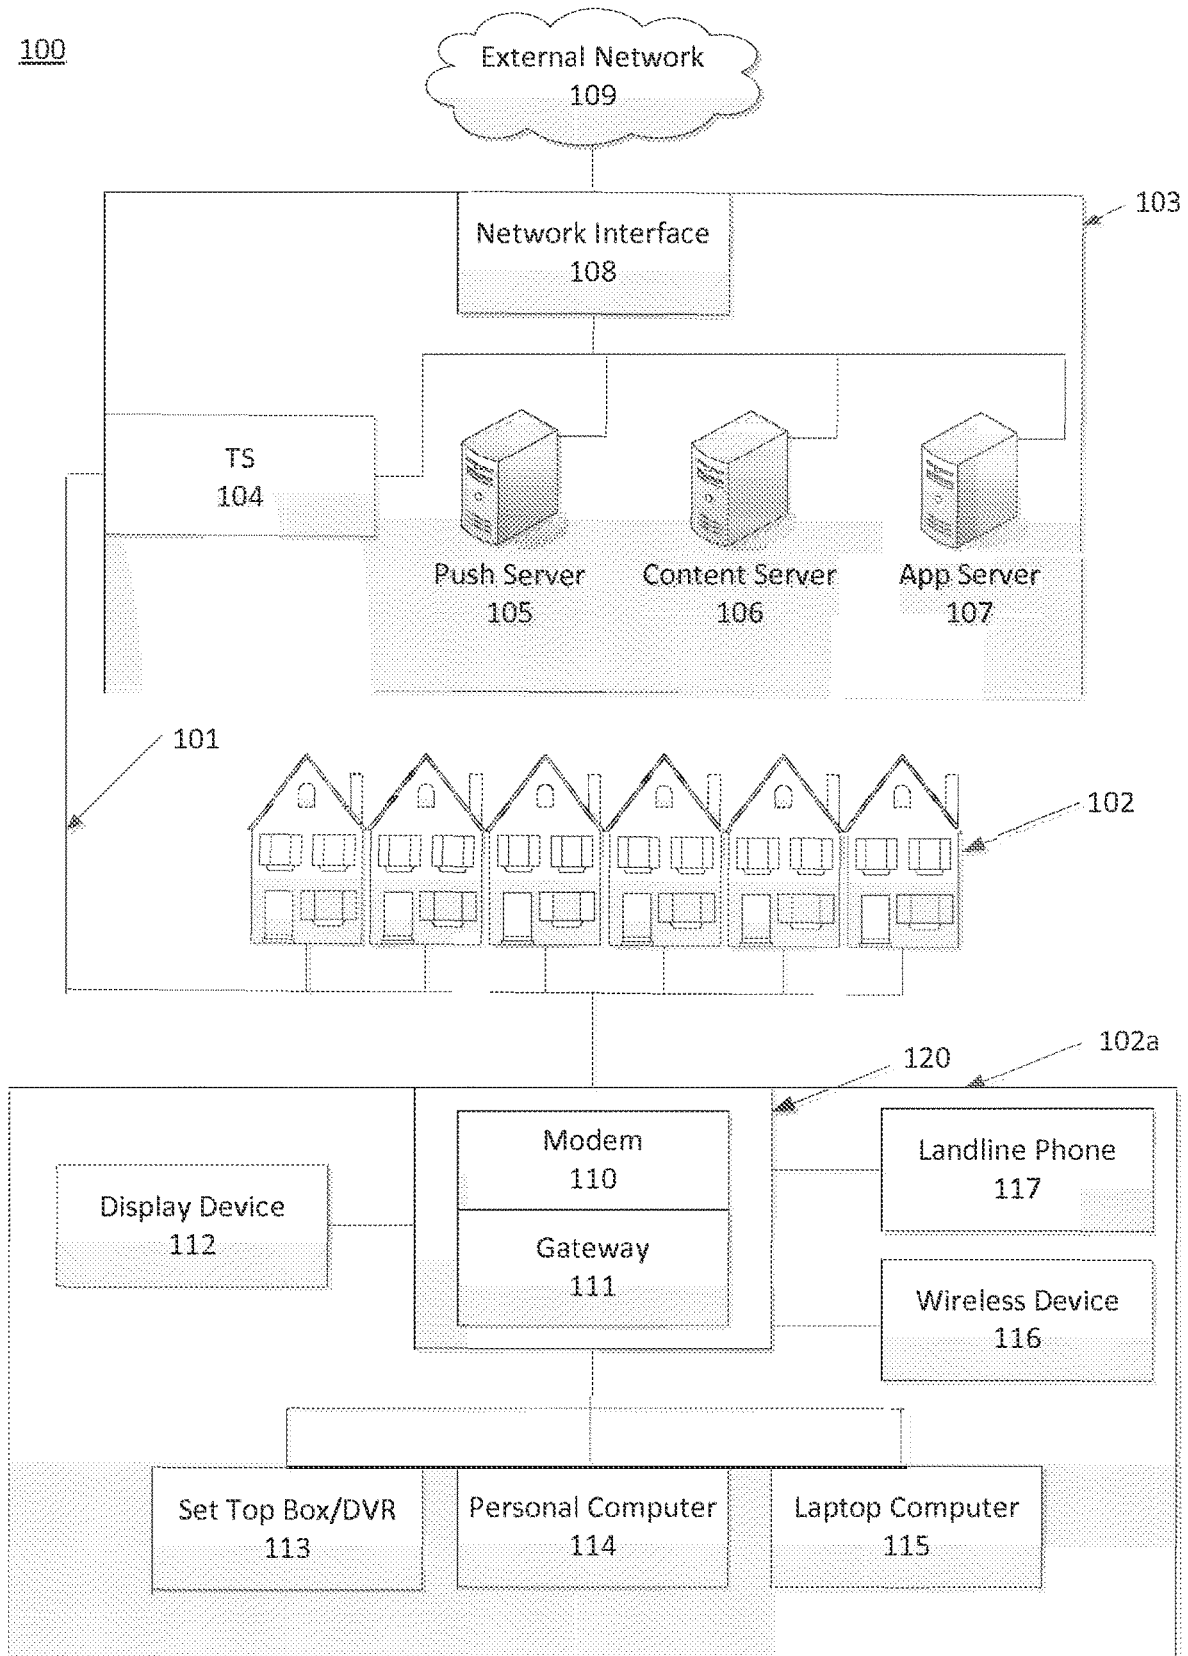 100
External Network
109
103
Network Interface
108
TS
104
Push Server
105
Content Server
106
App Server
107
101
102
102a
120
Modem
110
Landline Phone
117
Display Device
112
Gateway
111
Wireless Device
116
Set Top Box/DVR
113
Personal Computer
114
Laptop Computer
115